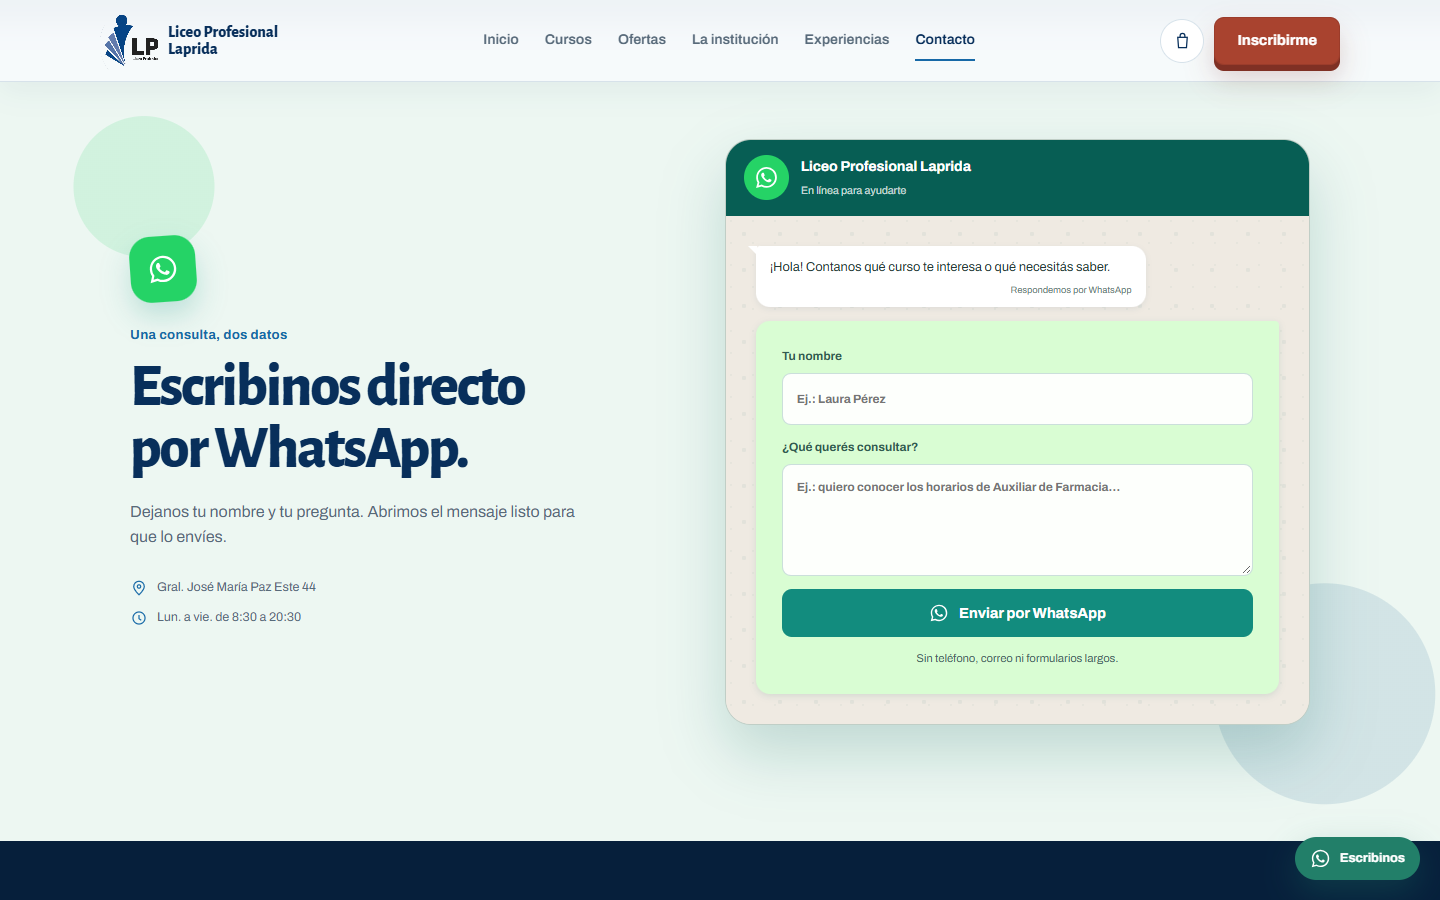 LP
Liceo Profesional
Laprida
Inicio
Cursos
Ofertas
La institución
Experiencias
Contacto
Inscribirme
Una consulta, dos datos
Escribinos directo
por WhatsApp.
Dejanos tu nombre y tu pregunta. Abrimos el mensaje listo para
que lo envíes.
Gral. José María Paz Este 44
Lun. a vie. de 8:30 a 20:30
Liceo Profesional Laprida
En línea para ayudarte
¡Hola! Contanos qué curso te interesa o qué necesitás saber.
Respondemos por WhatsApp
Tu nombre
Ej.: Laura Pérez
¿Qué querés consultar?
Ej.: quiero conocer los horarios de Auxiliar de Farmacia...
Enviar por WhatsApp
Sin teléfono, correo ni formularios largos.
Escribinos